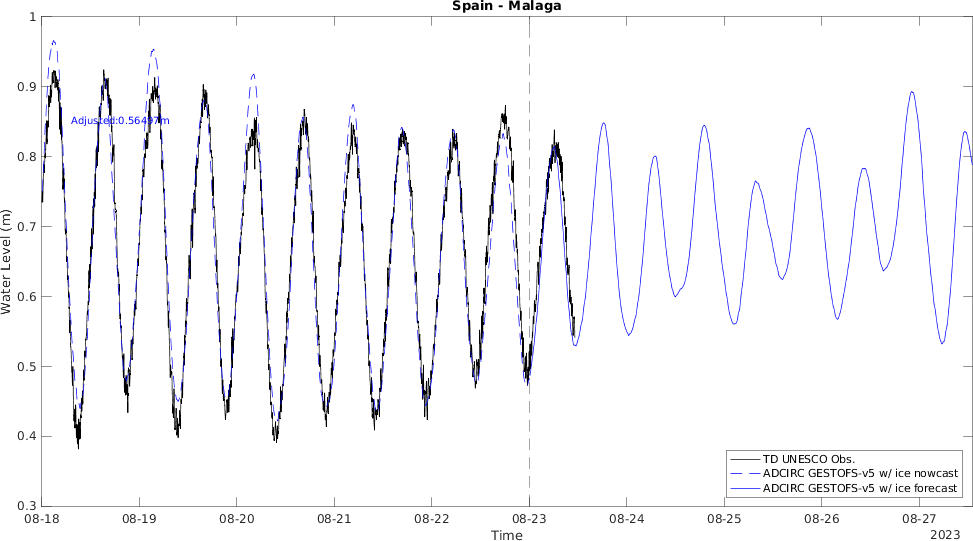 Spain - Malaga
1
0.9
0.8
0.7
0.6
0.5
0.4
0.3
Water Level (m)
Adjusted:0.56497m
TD UNESCO Obs.
ADCIRC GESTOFS-v5 w/ ice nowcast
ADCIRC GESTOFS-v5 w/ ice forecast
08-18 08-19 08-20 08-21 08-22 08-23 08-24 08-25 08-26 08-27
Time
2023